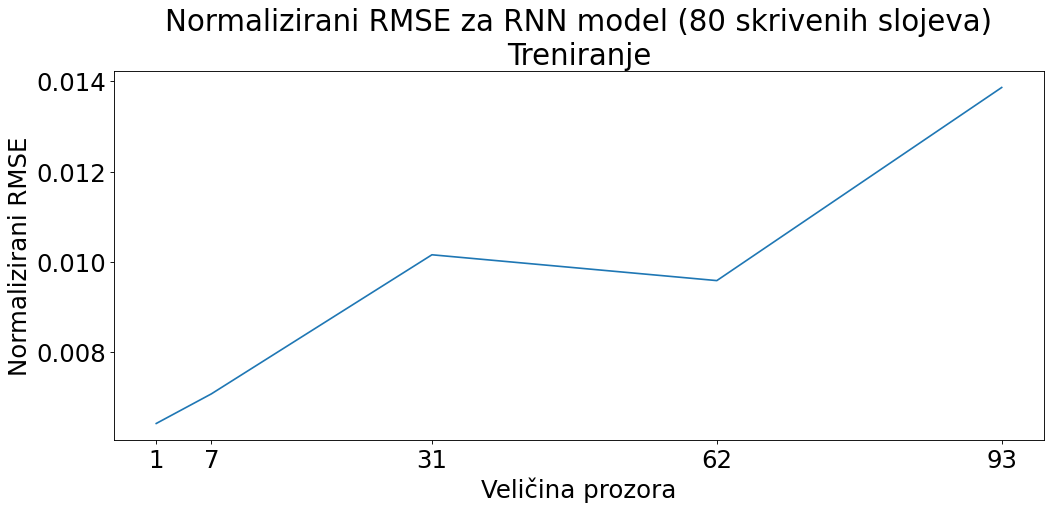 Normalizirani RMSE za RNN model (80 skrivenih slojeva)
Treniranje
Normalizirani RMSE
0.014
0.012
0.010
0.008
1 7 31 62 93
Veličina prozora